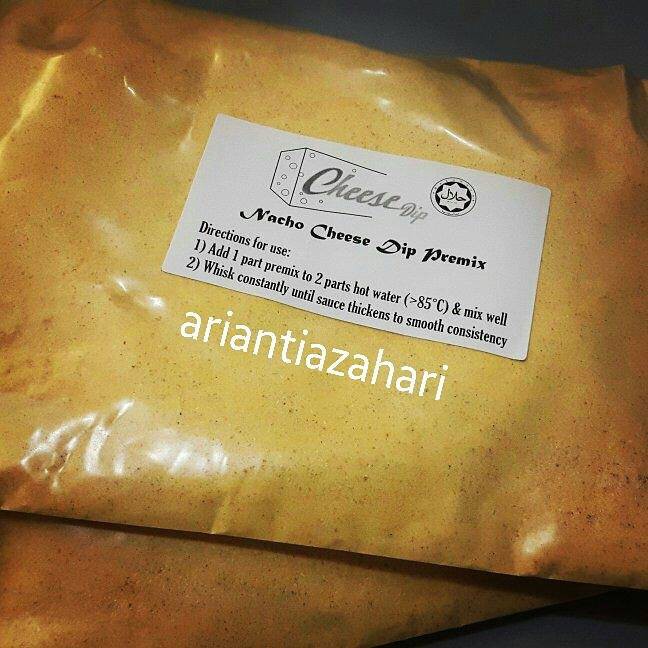 Cheese Dip
حلال
Nacho Cheese Dip Premix
Directions for use:
1) Add 1 part premix to 2 parts hot water (>85°C) & mix well
2) Whisk constantly until sauce thickens to smooth consistency
ariantiazahari